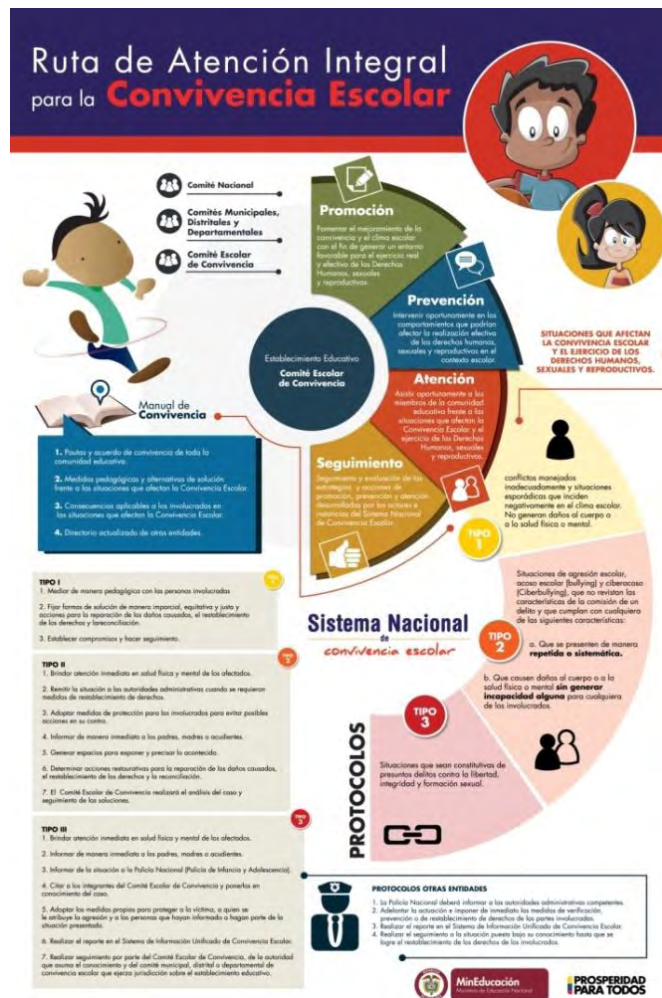 Ruta de Atención Integral
para la Convivencia Escolar
Comité Nacional
Comités Municipales,
Distritales y
Departamentales
Comité Escolar
de Convivencia
Promoción
Fomentar el mejoramiento de la
convivencia y el clima escolar
con el fin de generar un entorno
favorable para el ejercicio real
y efectivo de los Derechos
Humanos, sexuales
y reproductivos.
Prevención
Intervenir oportunamente en los
comportamientos que podrían
afectar la realización efectiva
de los derechos humanos,
sexuales y reproductivos en el
contexto escolar.
Establecimiento Educativo
Comité Escolar
de Convivencia
Atención
Asistir oportunamente a los
miembros de la comunidad
educativa frente a las
situaciones que afectan la
Convivencia Escolar y el
ejercicio de los Derechos
Humanos, sexuales
y reproductivos.
Seguimiento
Seguimiento y evaluación de las
estrategias y acciones de
promoción, prevención y atención
desarrolladas por los actores e
instancias del Sistema Nacional
de Convivencia Escolar.
Manual de
Convivencia
1. Pautas y acuerdo de convivencia de toda la
comunidad educativa.
2. Medidas pedagógicas y alternativas de solución
frente a las situaciones que afectan la Convivencia Escolar.
3. Consecuencias aplicables a los involucrados en
las situaciones que afectan la Convivencia Escolar.
4. Directorio actualizado de otras entidades.
SITUACIONES QUE AFECTAN
LA CONVIVENCIA ESCOLAR
Y EL EJERCICIO DE LOS
DERECHOS HUMANOS,
SEXUALES Y REPRODUCTIVOS.
conflictos manejados
inadecuadamente y situaciones
esporádicas que inciden
negativamente en el clima escolar.
No generan daños al cuerpo o
a la salud física o mental.
TIPO
1
Situaciones de agresión escolar,
acoso escolar (bullying) y ciberacoso
(Ciberbullying), que no revistan las
características de la comisión de un
delito y que cumplan con cualquiera
de las siguientes características:
TIPO
2
a. Que se presenten de manera
repetida o sistemática.
b. Que causen daños al cuerpo o a la
salud física o mental sin generar
incapacidad alguna para cualquiera
de los involucrados.
TIPO
3
Situaciones que sean constitutivas de
presuntos delitos contra la libertad,
integridad y formación sexual.
PROTOCOLOS
Sistema Nacional
de
convivencia escolar
TIPO I
1. Mediar de manera pedagógica con las personas involucradas
2. Fijar formas de solución de manera imparcial, equitativa y justa y
acciones para la reparación de los daños causados, el restablecimiento
de los derechos y lareconciliación.
3. Establecer compromisos y hacer seguimiento.
TIPO II
1. Brindar atención inmediata en salud física y mental de los afectados.
2. Remitir la situación a las autoridades administrativas cuando se requieran
medidas de restablecimiento de derechos.
3. Adoptar medidas de protección para los involucrados para evitar posibles
acciones en su contra.
4. Informar de manera inmediata a los padres, madres o acudientes.
5. Generar espacios para exponer y precisar lo acontecido.
6. Determinar acciones restaurativas para la reparación de los daños causados,
el restablecimiento de los derechos y la reconciliación.
7. El Comité Escolar de Convivencia realizará el análisis del caso y
seguimiento de las soluciones.
TIPO III
1. Brindar atención inmediata en salud física y mental de los afectados.
2. Informar de manera inmediata a los padres, madres o acudientes.
3. Informar de la situación a la Policía Nacional (Policía de Infancia y Adolescencia).
4. Citar a los integrantes del Comité Escolar de Convivencia y ponerlos en
conocimiento del caso.
5. Adoptar las medidas propias para proteger a la víctima, a quien se
le atribuye la agresión y a las personas que hayan informado o hagan parte de la
situación presentada.
6. Realizar el reporte en el Sistema de Información Unificado de Convivencia Escolar.
7. Realizar seguimiento por parte del Comité Escolar de Convivencia, de la autoridad
que asuma el conocimiento y del comité municipal, distrital o departamental de
convivencia escolar que ejerza jurisdicción sobre el establecimiento educativo.
PROTOCOLOS OTRAS ENTIDADES
1. La Policía Nacional deberá informar a las autoridades administrativas competentes.
2. Adelantar la actuación e imponer de inmediato las medidas de verificación,
prevención o de restablecimiento de derechos de las partes involucradas.
3. Realizar el reporte en el Sistema de Información Unificado de Convivencia Escolar.
4. Realizar el seguimiento a la situación puesta bajo su conocimiento hasta que se
logre el restablecimiento de los derechos de los involucrados.
MinEducación
Ministerio de Educación Nacional
PROSPERIDAD
PARA TODOS